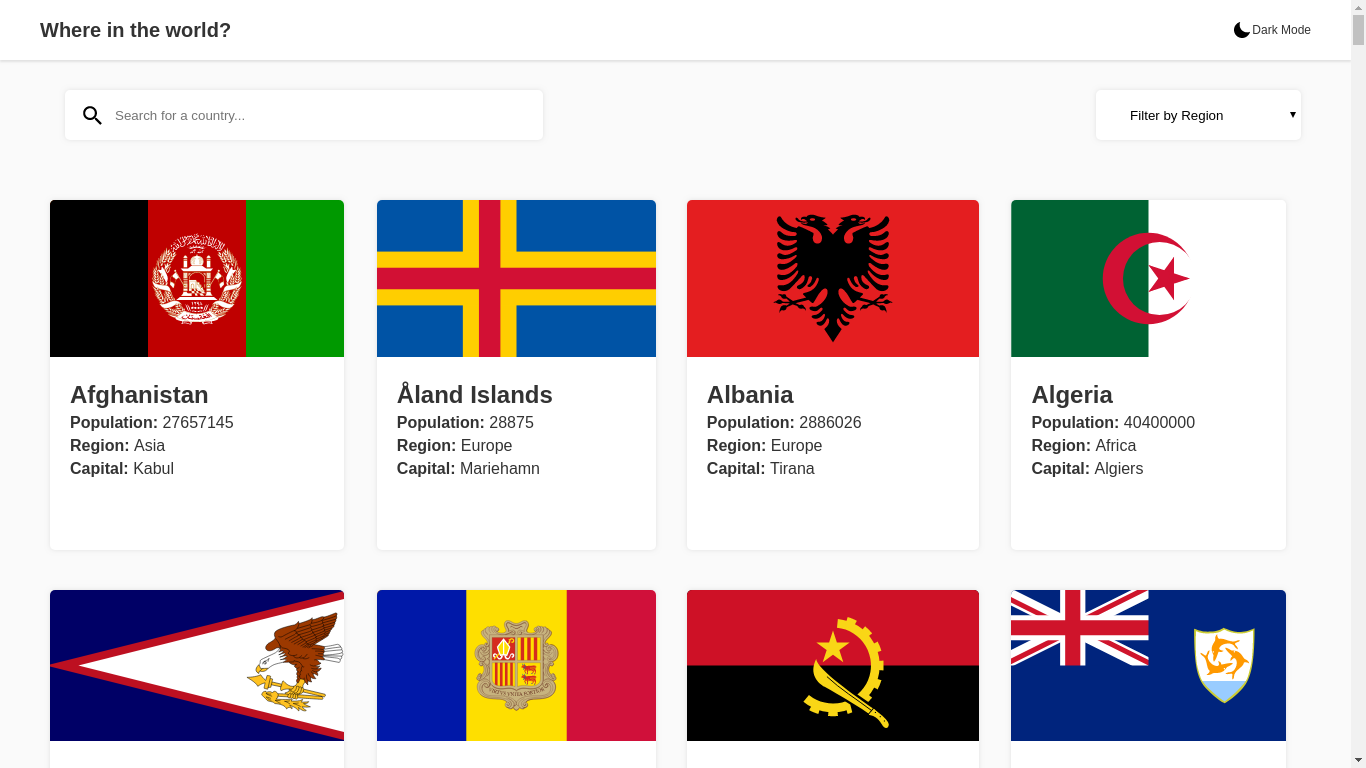 Where in the world?
Dark Mode
Search for a country...
Filter by Region
Afghanistan
Population: 27657145
Region: Asia
Capital: Kabul
Åland Islands
Population: 28875
Region: Europe
Capital: Mariehamn
Albania
Population: 2886026
Region: Europe
Capital: Tirana
Algeria
Population: 40400000
Region: Africa
Capital: Algiers